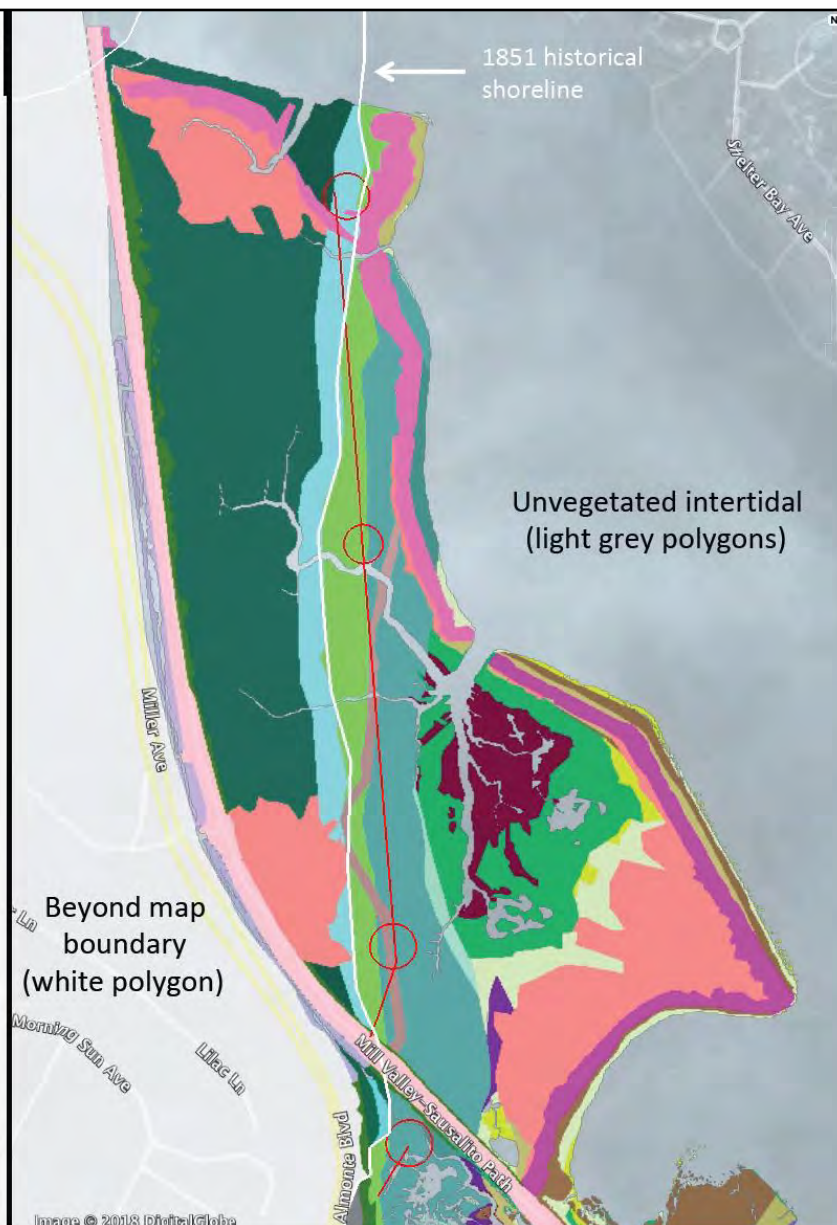 N
1851 historical
shoreline
Shelter Bay Ave
Unvegetated intertidal
(light grey polygons)
Miller Ave
Beyond map
boundary
(white polygon)
Ln
Morning Sun Ave
Lilac Ln
Mill Valley-Sausalito Path
Almonte Blvd
Image © 2018 DigitalGlobe